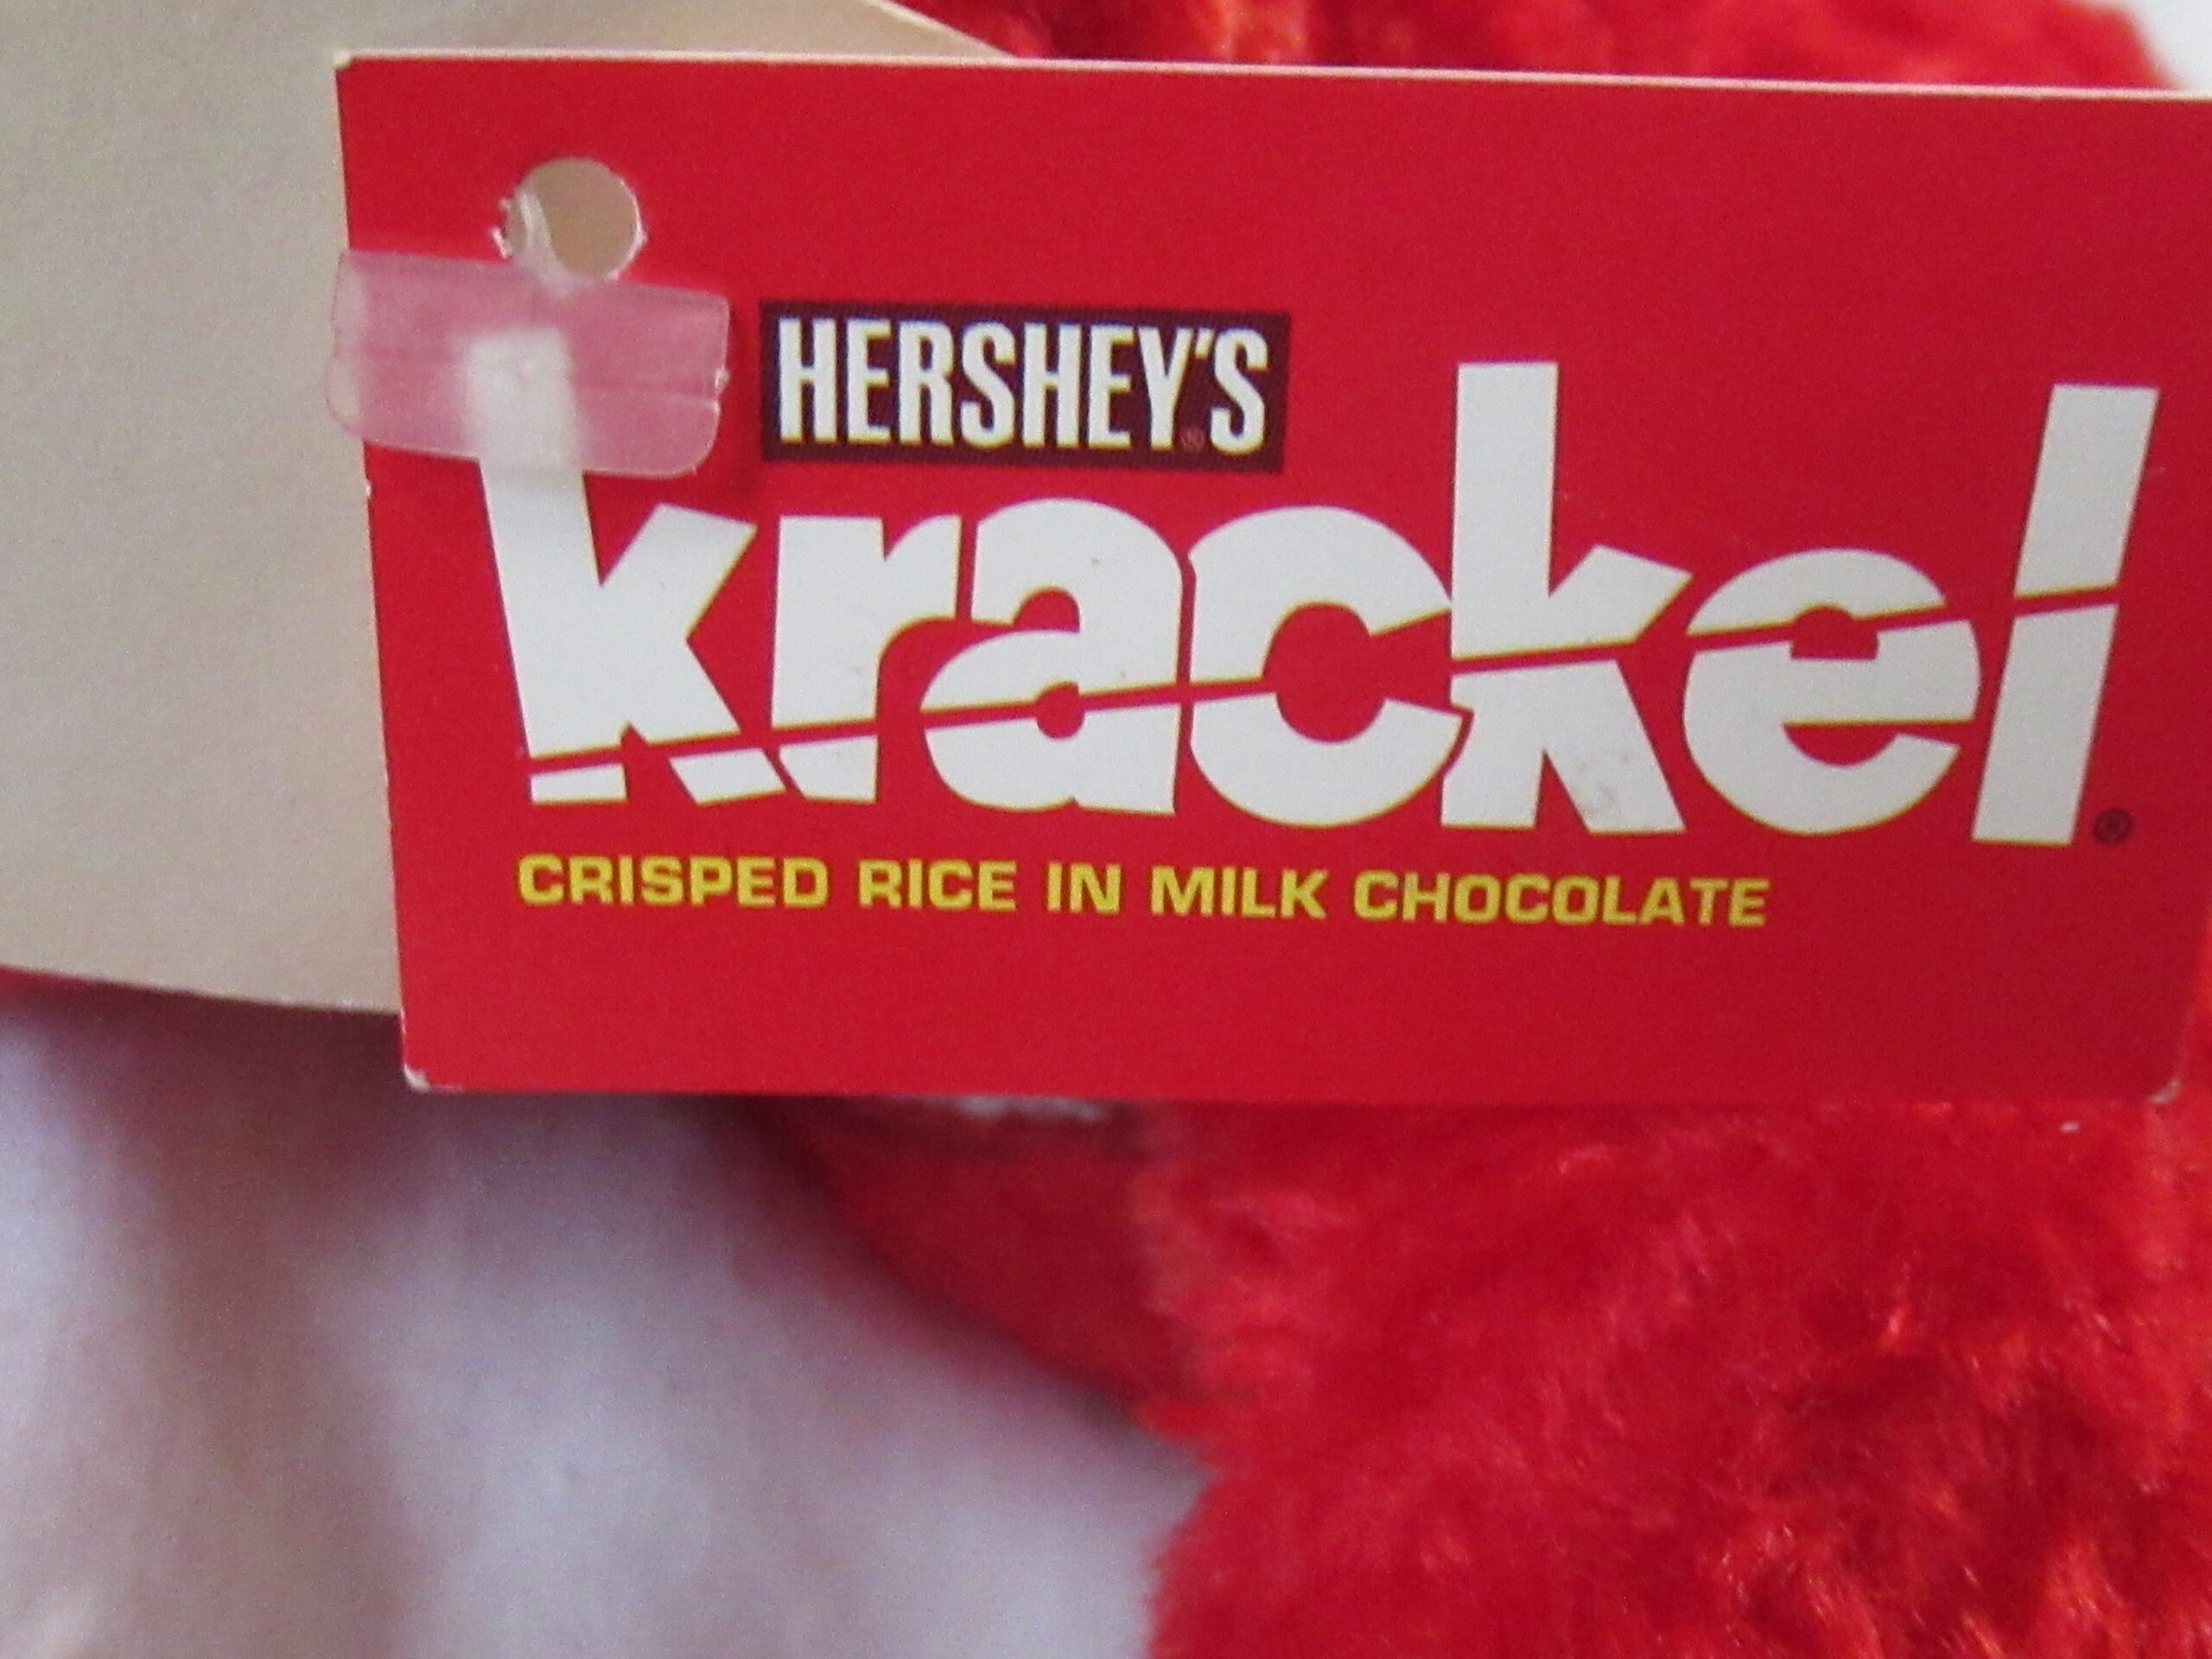 HERSHEY'S®
krackel®
CRISPED RICE IN MILK CHOCOLATE